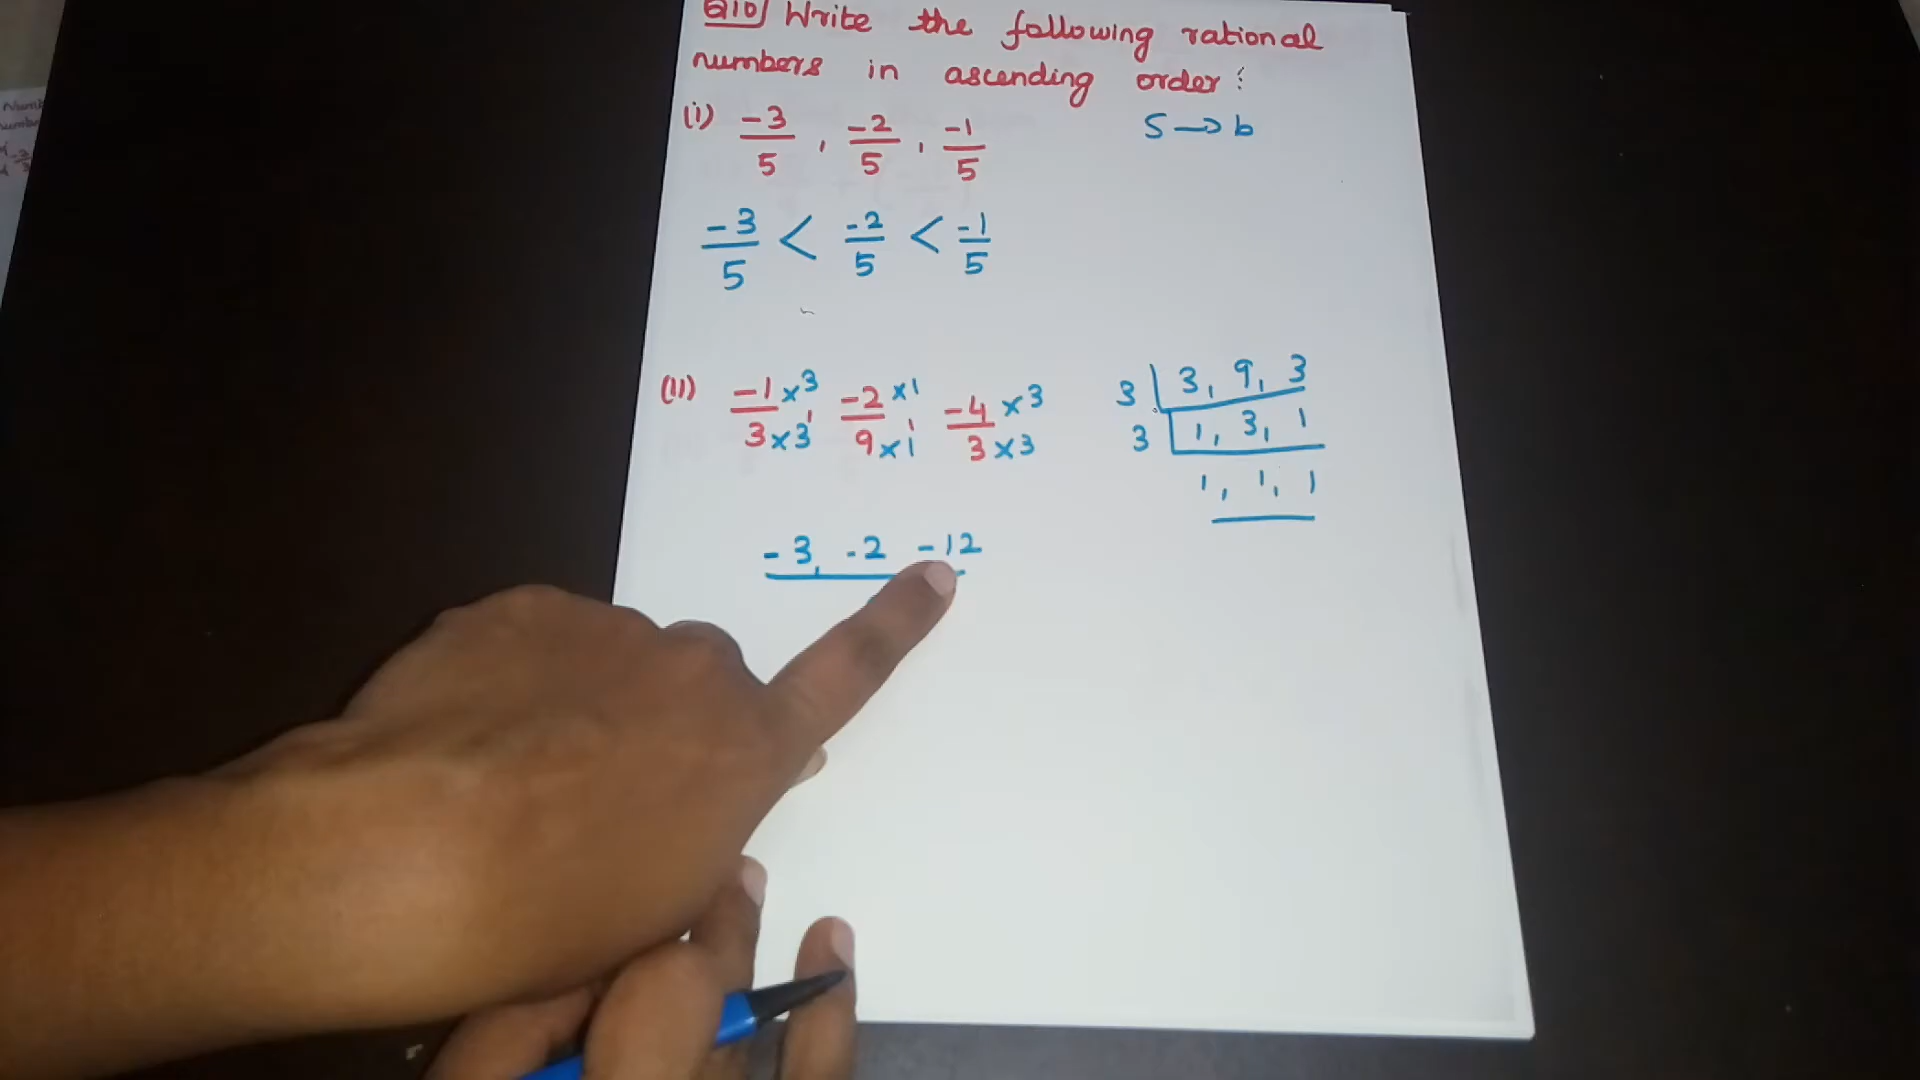 Q10) Write the following rational
numbers in ascending order :
(i) -3/5 , -2/5 , -1/5
S → b
-3/5 < -2/5 < -1/5
(ii) -1×3/3×3 , -2×1/9×1 , -4×3/3×3
3 | 3, 9, 3
3 | 1, 3, 1
1, 1, 1
-3, -2 -12